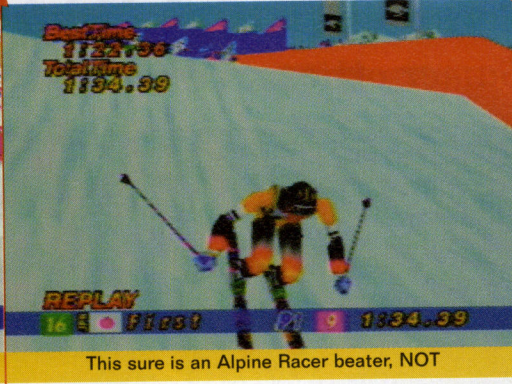 Best Time
1:22.36
Total Time
1:34.39
REPLAY
16 First 9 1:34.39
This sure is an Alpine Racer beater, NOT